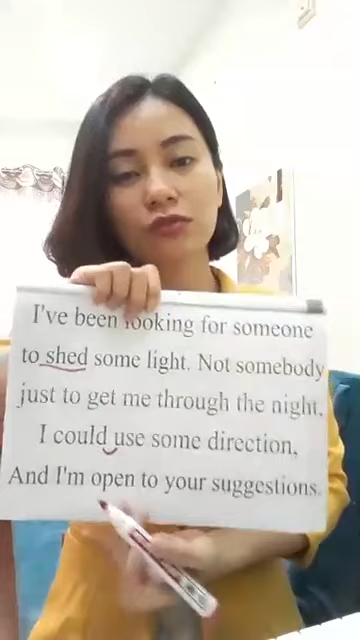 I've been looking for someone
to shed some light. Not somebody
just to get me through the night.
I could use some direction,
And I'm open to your suggestions.